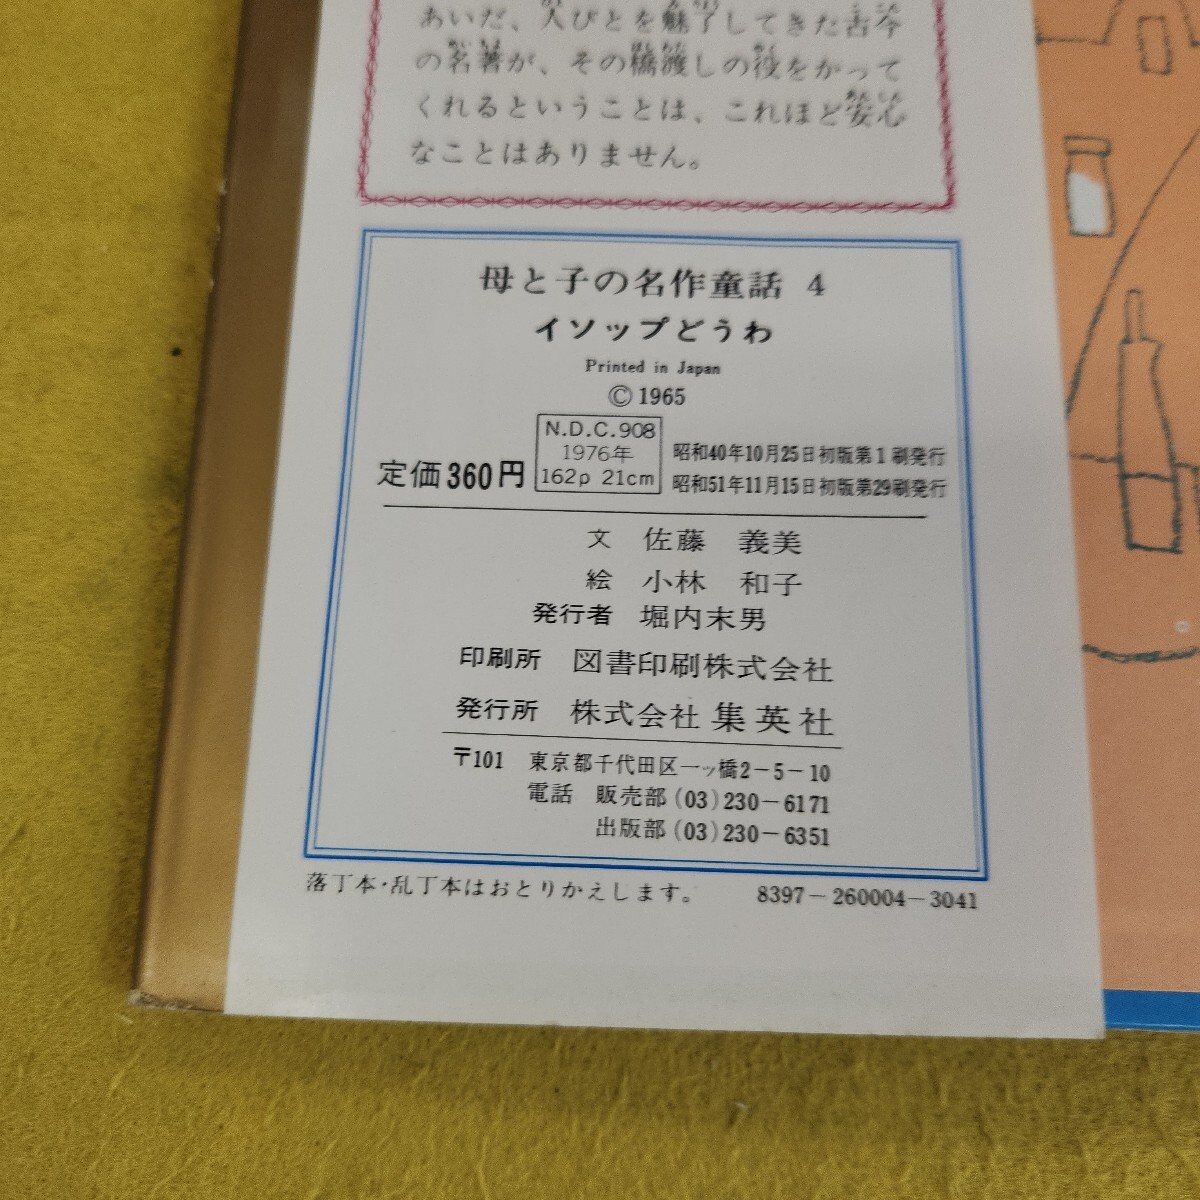 あいだ、人びとを魅了してきた古今
の名著が、その橋渡しの役をかって
くれるということは、これほど安心
なことはありません。
母と子の名作童話 4
イソップどうわ
Printed in Japan
Ⓒ 1965
定価360円
N.D.C.908
1976年
162p 21cm
昭和40年10月25日初版第1刷発行
昭和51年11月15日初版第29刷発行
文 佐藤 義美
絵 小林 和子
発行者 堀内末男
印刷所 図書印刷株式会社
発行所 株式会社 集英社
〒101 東京都千代田区一ッ橋2-5-10
電話 販売部(03)230-6171
出版部(03)230-6351
落丁本・乱丁本はおとりかえします。 8397-260004-3041